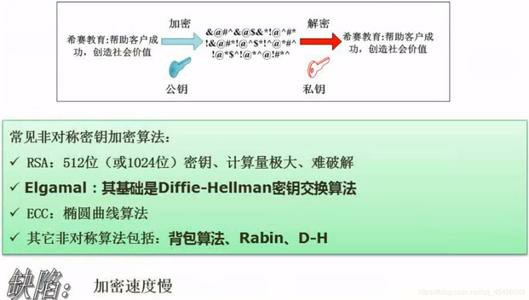 加密
解密
希赛教育:帮助客户成
功，创造社会价值
&@#^&@$&*!@^#*
!&@#*!@^$*!^@*#^
!@*$^!@*^@!#*^
希赛教育:帮助客户成
功，创造社会价值
公钥
私钥
常见非对称密钥加密算法：
✓ RSA：512位（或1024位）密钥、计算量极大、难破解
✓ Elgamal：其基础是Diffie-Hellman密钥交换算法
✓ ECC：椭圆曲线算法
✓ 其它非对称算法包括：背包算法、Rabin、D-H
缺陷：
加密速度慢